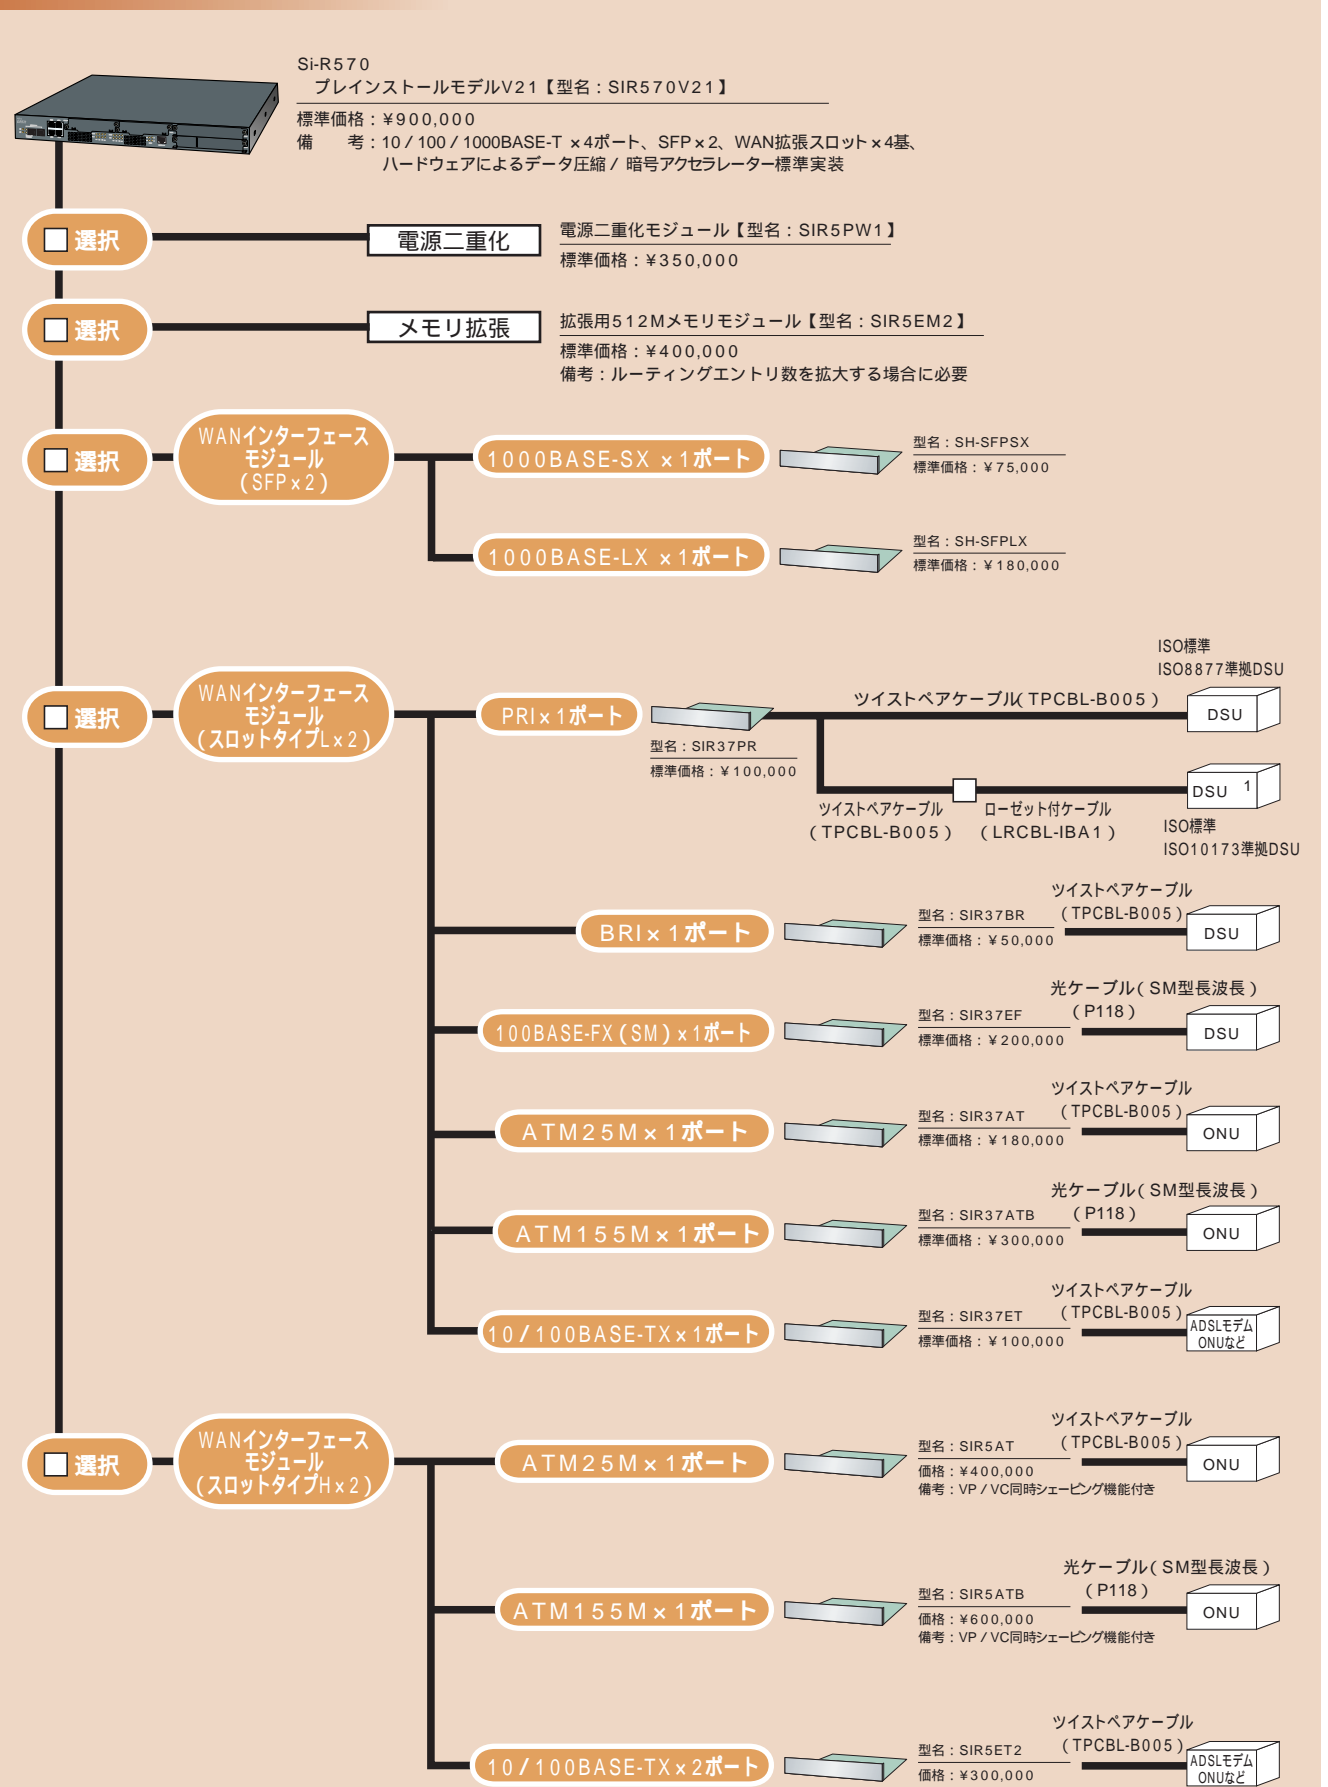 Si-R570
プレインストールモデルV21【型名：SIR570V21】
標準価格：¥900,000
備　考：10／100／1000BASE-T ×4ポート、SFP×2、WAN拡張スロット×4基、
ハードウェアによるデータ圧縮／暗号アクセラレーター標準実装
□選択
電源二重化
電源二重化モジュール【型名：SIR5PW1】
標準価格：¥350,000
□選択
メモリ拡張
拡張用512Mメモリモジュール【型名：SIR5EM2】
標準価格：¥400,000
備考：ルーティングエントリ数を拡大する場合に必要
□選択
WANインターフェース
モジュール
（SFP×2）
1000BASE-SX ×1ポート
型名：SH-SFPSX
標準価格：¥75,000
1000BASE-LX ×1ポート
型名：SH-SFPLX
標準価格：¥180,000
□選択
WANインターフェース
モジュール
（スロットタイプL×2）
PRI×1ポート
型名：SIR37PR
標準価格：¥100,000
ツイストペアケーブル（TPCBL-B005）
ISO標準
ISO8877準拠DSU
DSU
ツイストペアケーブル
（TPCBL-B005）
ローゼット付ケーブル
（LRCBL-IBA1）
DSU 1
ISO標準
ISO10173準拠DSU
BRI×1ポート
型名：SIR37BR
標準価格：¥50,000
ツイストペアケーブル
（TPCBL-B005）
DSU
100BASE-FX（SM）×1ポート
型名：SIR37EF
標準価格：¥200,000
光ケーブル（SM型長波長）
（P118）
DSU
ATM25M×1ポート
型名：SIR37AT
標準価格：¥180,000
ツイストペアケーブル
（TPCBL-B005）
ONU
ATM155M×1ポート
型名：SIR37ATB
標準価格：¥300,000
光ケーブル（SM型長波長）
（P118）
ONU
10／100BASE-TX×1ポート
型名：SIR37ET
標準価格：¥100,000
ツイストペアケーブル
（TPCBL-B005）
ADSLモデム
ONUなど
□選択
WANインターフェース
モジュール
（スロットタイプH×2）
ATM25M×1ポート
型名：SIR5AT
価格：¥400,000
備考：VP／VC同時シェーピング機能付き
ツイストペアケーブル
（TPCBL-B005）
ONU
ATM155M×1ポート
型名：SIR5ATB
価格：¥600,000
備考：VP／VC同時シェーピング機能付き
光ケーブル（SM型長波長）
（P118）
ONU
10／100BASE-TX×2ポート
型名：SIR5ET2
価格：¥300,000
ツイストペアケーブル
（TPCBL-B005）
ADSLモデム
ONUなど